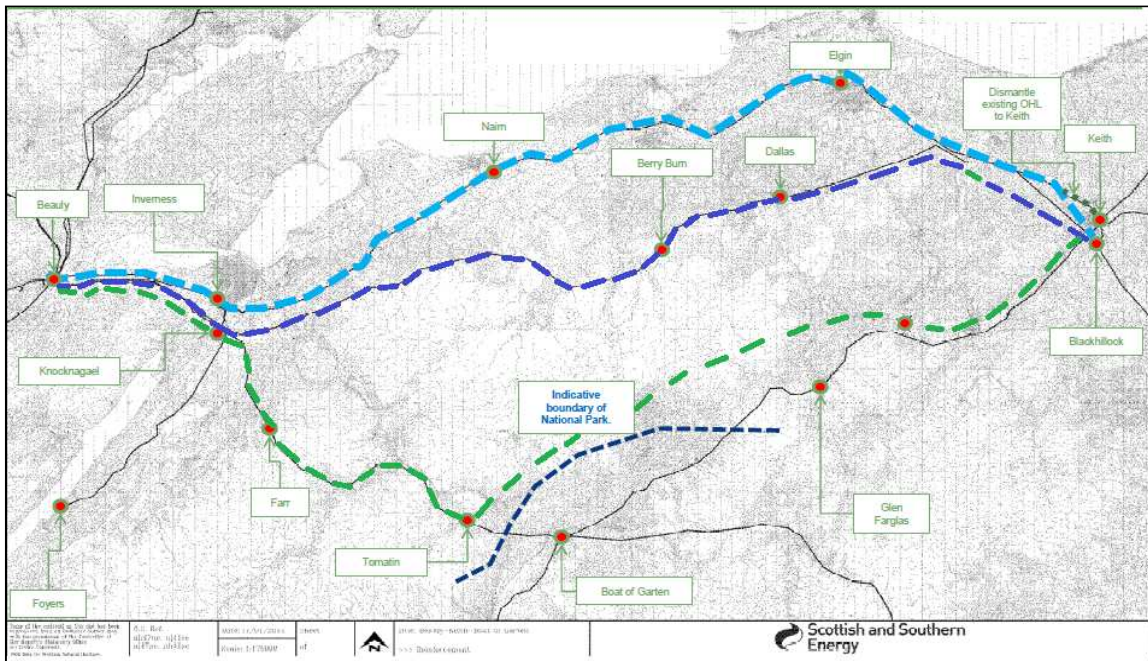 Elgin
Dismantle
existing OHL
to Keith
Nairn
Keith
Berry Burn
Dallas
Beauly
Inverness
Knocknagael
Blackhillock
Indicative
boundary of
National Park.
Farr
Glen
Farglas
Tomatin
Boat of Garten
Foyers
N
Scottish and Southern
Energy